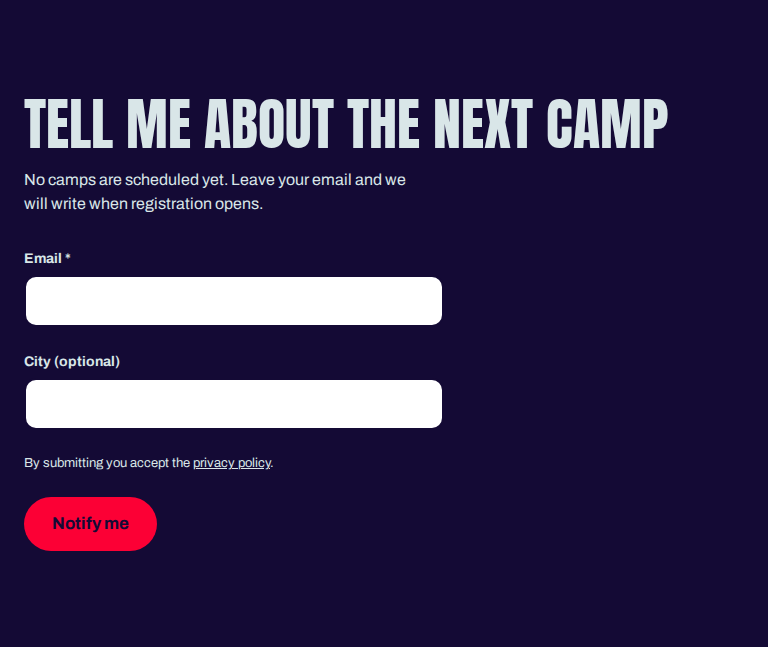 TELL ME ABOUT THE NEXT CAMP
No camps are scheduled yet. Leave your email and we
will write when registration opens.
Email *
City (optional)
By submitting you accept the privacy policy.
Notify me